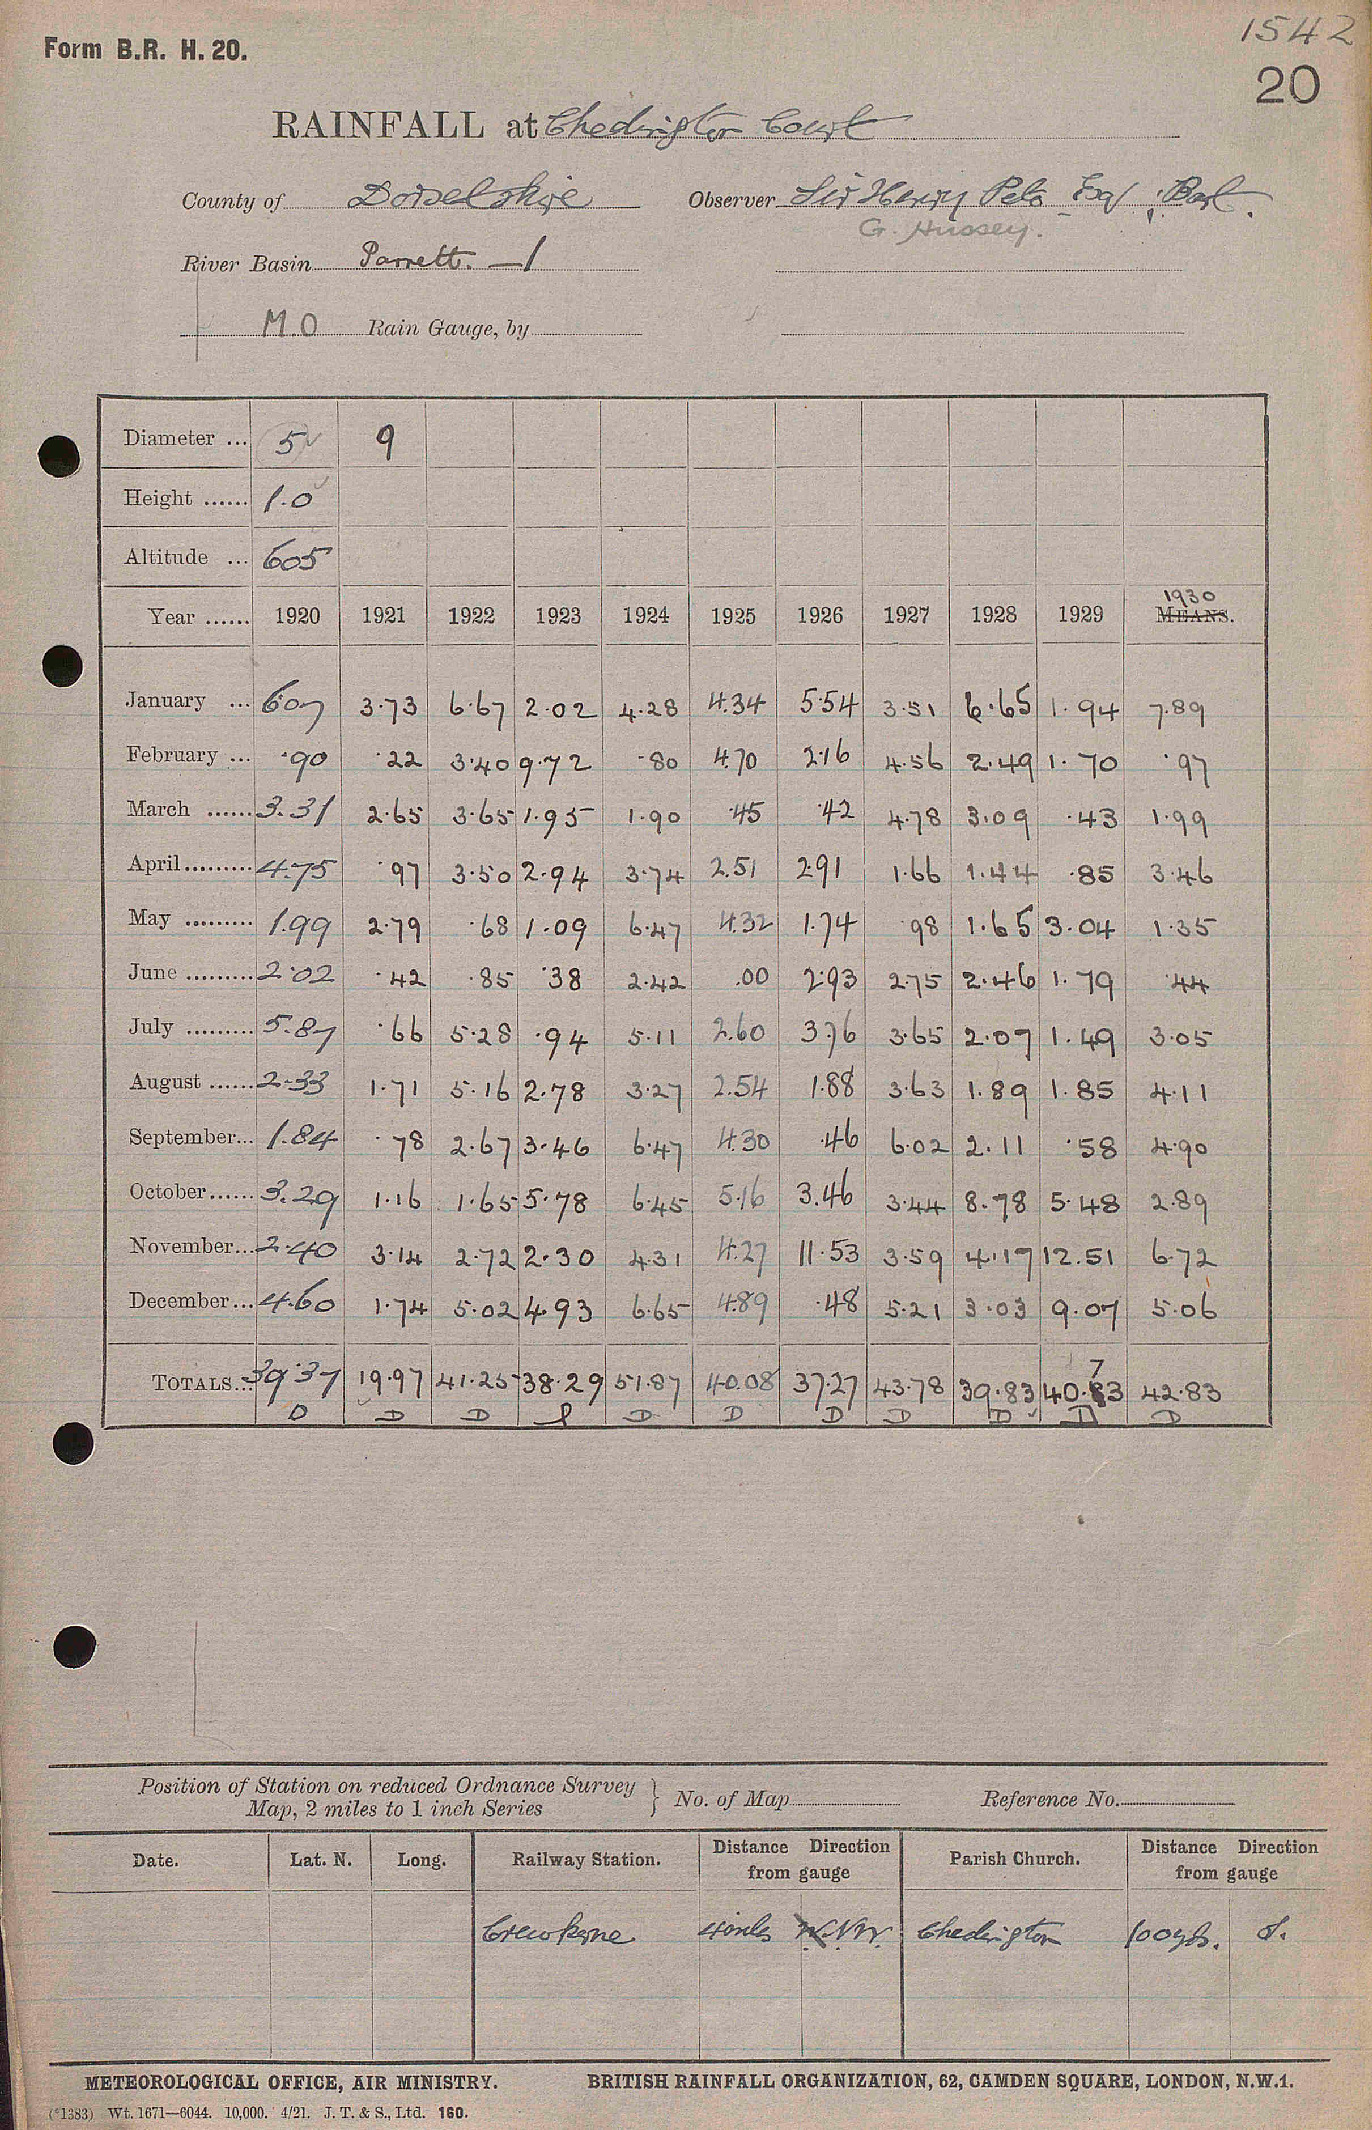 1542
Form B.R. H. 20.
20
RAINFALL at Chedington Court
County of Dorsetshire Observer Sir Henry Peto Esq, Bart.
G. Hussey.
River Basin Parrett. — 1
M.O Rain Gauge, by
Diameter ... 5 9
Height ...... 1.0
Altitude ... 605
1930
Year ...... 1920 1921 1922 1923 1924 1925 1926 1927 1928 1929 MEANS.
January ... 6.07 3.73 6.67 2.02 4.28 4.34 5.54 3.51 6.65 1.94 7.89
February ... .90 .22 3.40 9.72 .80 4.70 2.16 4.56 2.49 1.70 .97
March ...... 3.31 2.65 3.65 1.95 1.90 .45 .42 4.78 3.09 .43 1.99
April ......... 4.75 .97 3.50 2.94 3.74 2.51 2.91 1.66 1.44 .85 3.46
May ......... 1.99 2.79 .68 1.09 6.47 4.32 1.74 .98 1.65 3.04 1.35
June ......... 2.02 .42 .85 .38 2.42 .00 2.93 2.75 2.46 1.79 .44
July ......... 5.87 .66 5.28 .94 5.11 2.60 3.76 3.65 2.07 1.49 3.05
August ...... 2.33 1.71 5.16 2.78 3.27 2.54 1.88 3.63 1.89 1.85 4.11
September... 1.84 .78 2.67 3.46 6.47 4.30 .46 6.02 2.11 .58 4.90
October...... 3.29 1.16 1.65 5.78 6.45 5.16 3.46 3.44 8.78 5.48 2.89
November... 2.40 3.14 2.72 2.30 4.31 4.27 11.53 3.59 4.17 12.51 6.72
December... 4.60 1.74 5.02 4.93 6.65 4.89 .48 5.21 3.03 9.07 5.06
7
TOTALS... 39.37 19.97 41.25 38.29 51.87 40.08 37.27 43.78 39.83 40.83 42.83
D D D D D D D D D D
Position of Station on reduced Ordnance Survey
Map, 2 miles to 1 inch Series } No. of Map Reference No.
Date. Lat. N. Long. Railway Station. Distance Direction from gauge Parish Church. Distance Direction from gauge
Crewkerne 4 miles N.W. Chedington 100yds. S.
METEOROLOGICAL OFFICE, AIR MINISTRY. BRITISH RAINFALL ORGANIZATION, 62, CAMDEN SQUARE, LONDON, N.W.1.
(*1383) Wt. 1671—6044. 10,000. 4/21. J. T. & S., Ltd. 160.